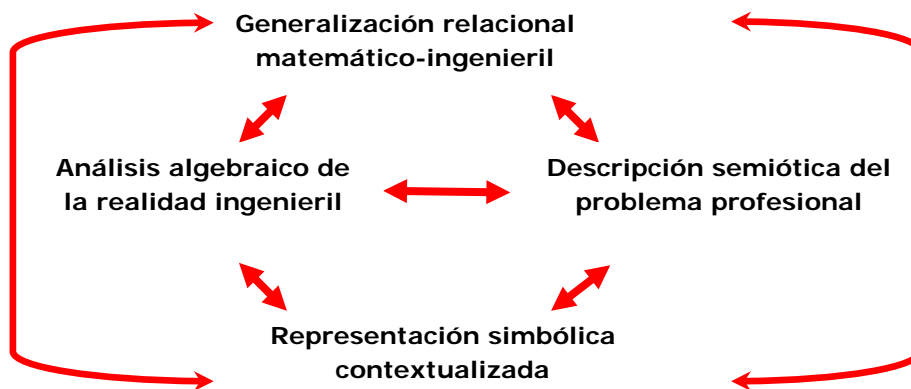 Generalización relacional
matemático-ingenieril
Análisis algebraico de
la realidad ingenieril
Descripción semiótica del
problema profesional
Representación simbólica
contextualizada